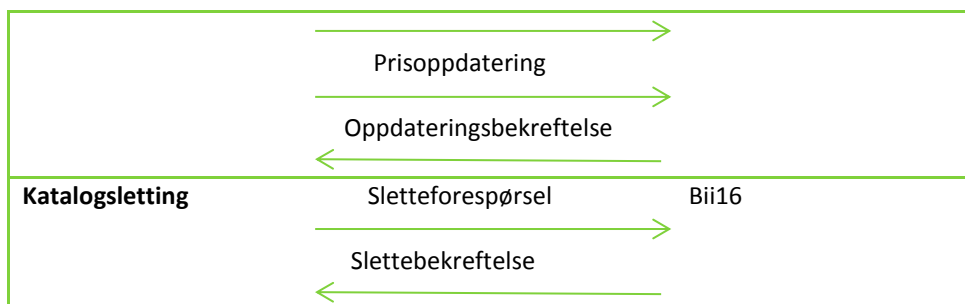 Prisoppdatering
Oppdateringsbekreftelse
Katalogsletting Sletteforespørsel Bii16
Slettebekreftelse